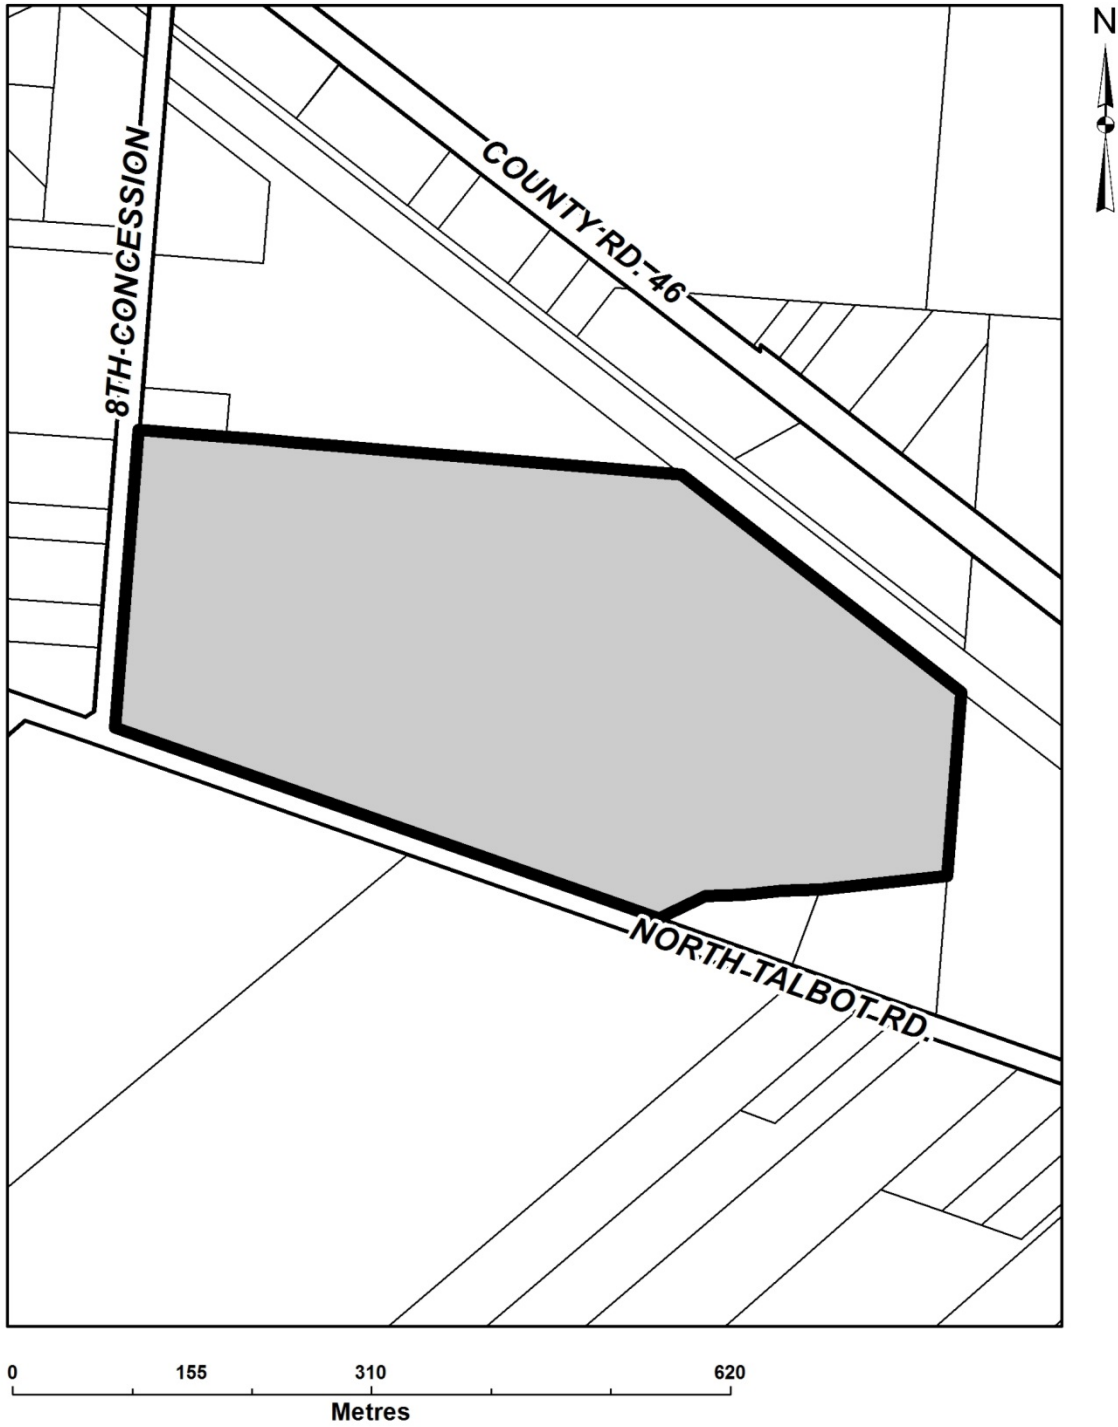 N
COUNTY RD. 46
8TH CONCESSION
NORTH TALBOT RD.
0 155 310 620
Metres